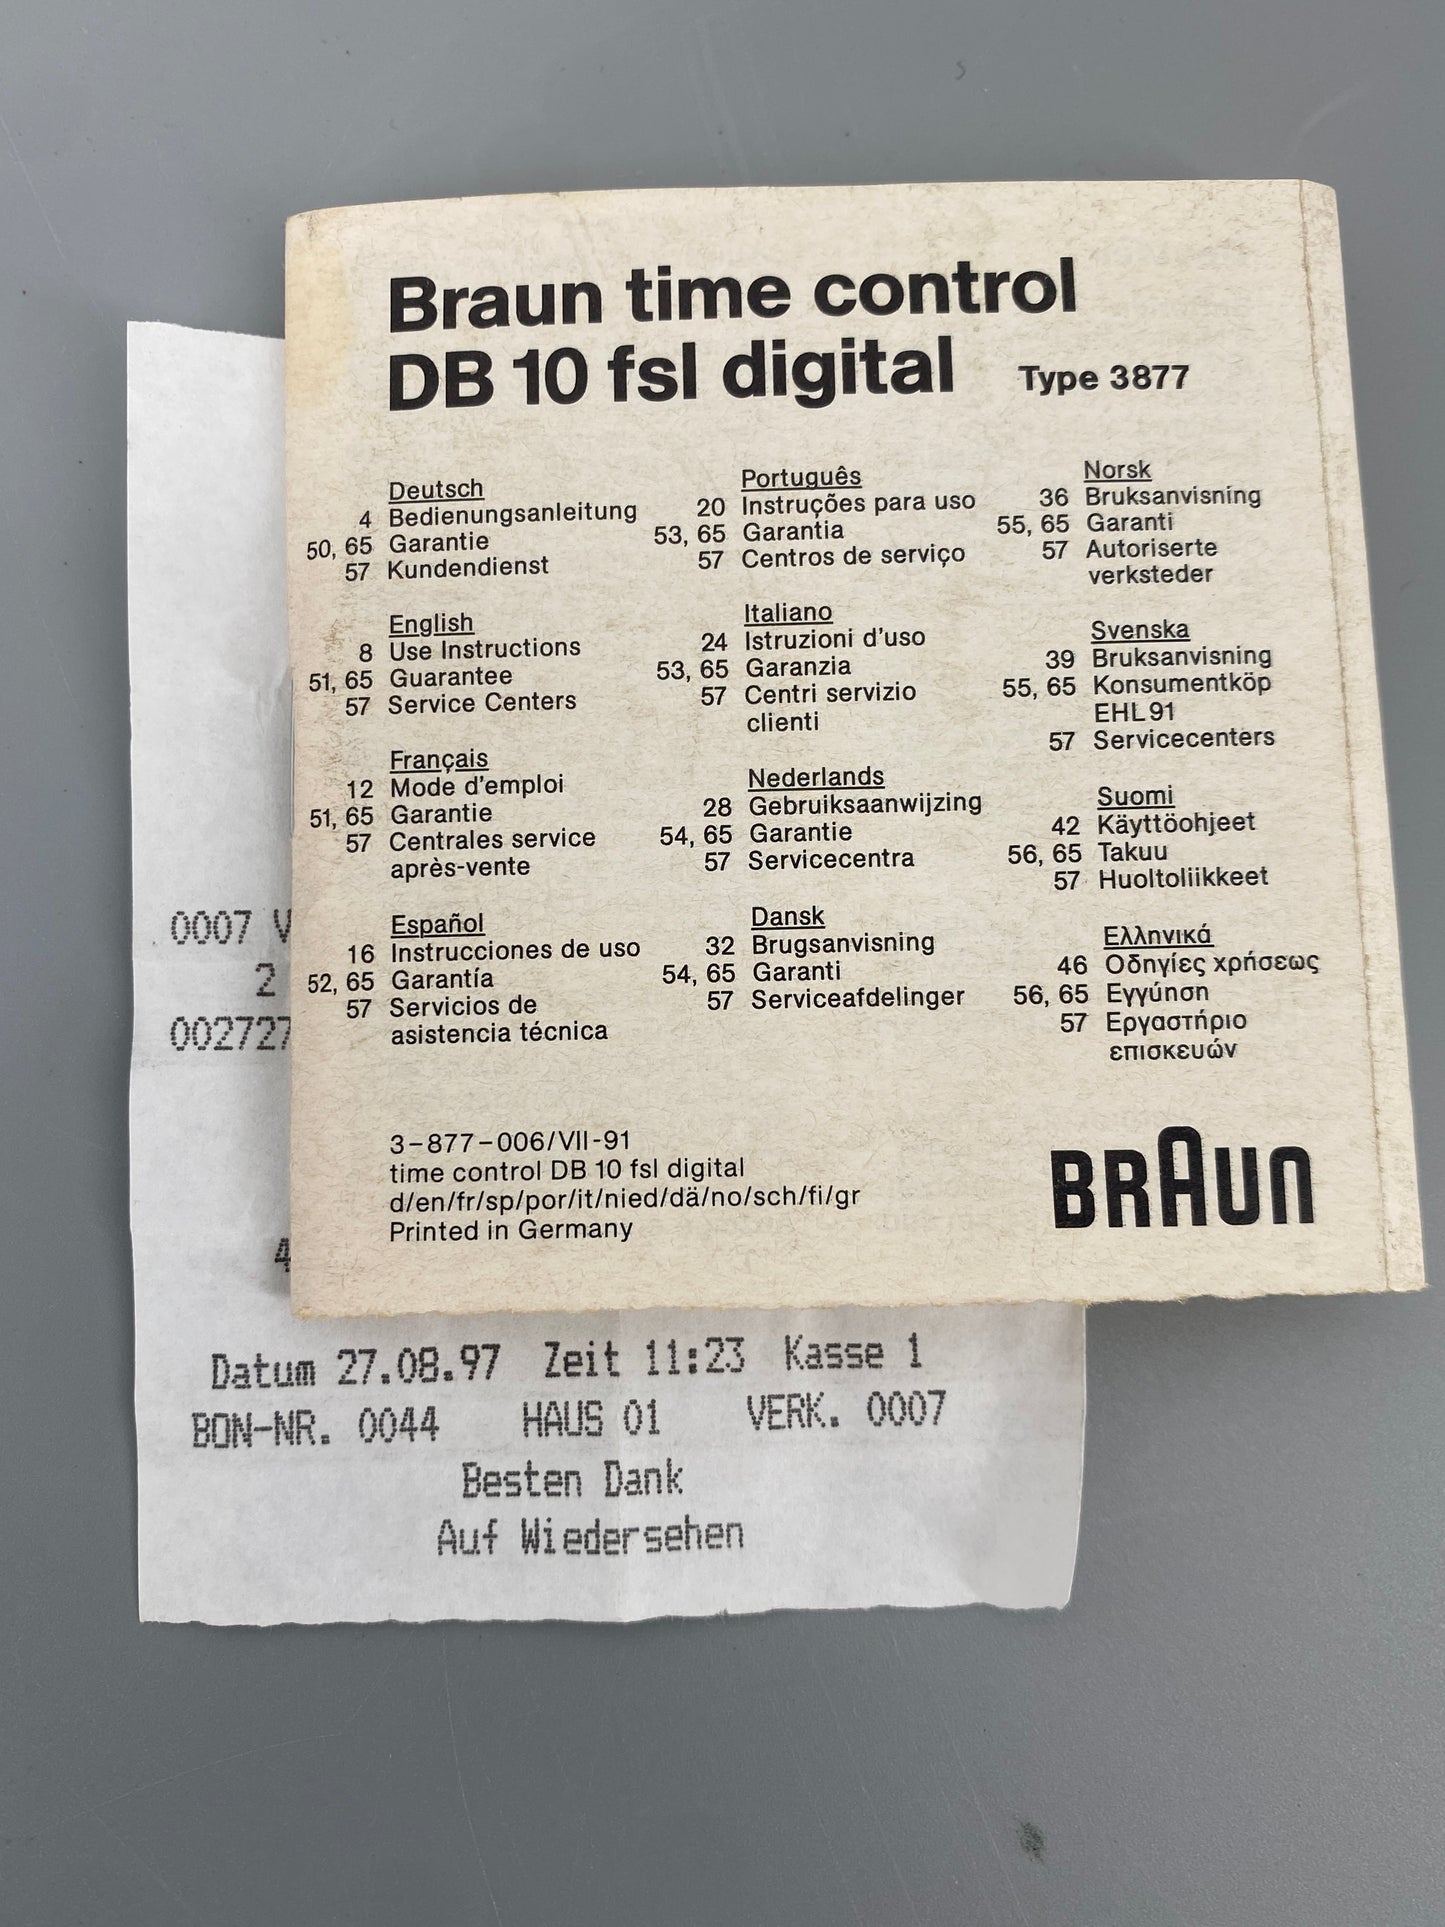 Braun time control
DB 10 fsl digital Type 3877
Deutsch
4 Bedienungsanleitung
50, 65 Garantie
57 Kundendienst
English
8 Use Instructions
51, 65 Guarantee
57 Service Centers
Français
12 Mode d'emploi
51, 65 Garantie
57 Centrales service
après-vente
Español
16 Instrucciones de uso
52, 65 Garantía
57 Servicios de
asistencia técnica
Português
20 Instruções para uso
53, 65 Garantia
57 Centros de serviço
Italiano
24 Istruzioni d'uso
53, 65 Garanzia
57 Centri servizio
clienti
Nederlands
28 Gebruiksaanwijzing
54, 65 Garantie
57 Servicecentra
Dansk
32 Brugsanvisning
54, 65 Garanti
57 Serviceafdelinger
Norsk
36 Bruksanvisning
55, 65 Garanti
57 Autoriserte
verksteder
Svenska
39 Bruksanvisning
55, 65 Konsumentköp
EHL 91
57 Servicecenters
Suomi
42 Käyttöohjeet
56, 65 Takuu
57 Huoltoliikkeet
Ελληνικά
46 Οδηγίες χρήσεως
56, 65 Εγγύηση
57 Εργαστήριο
επισκευών
3-877-006/VII-91
time control DB 10 fsl digital
d/en/fr/sp/por/it/nied/dä/no/sch/fi/gr
Printed in Germany
BRAUN
0007 V
2
002727
4
Datum 27.08.97 Zeit 11:23 Kasse 1
BON-NR. 0044 HAUS 01 VERK. 0007
Besten Dank
Auf Wiedersehen